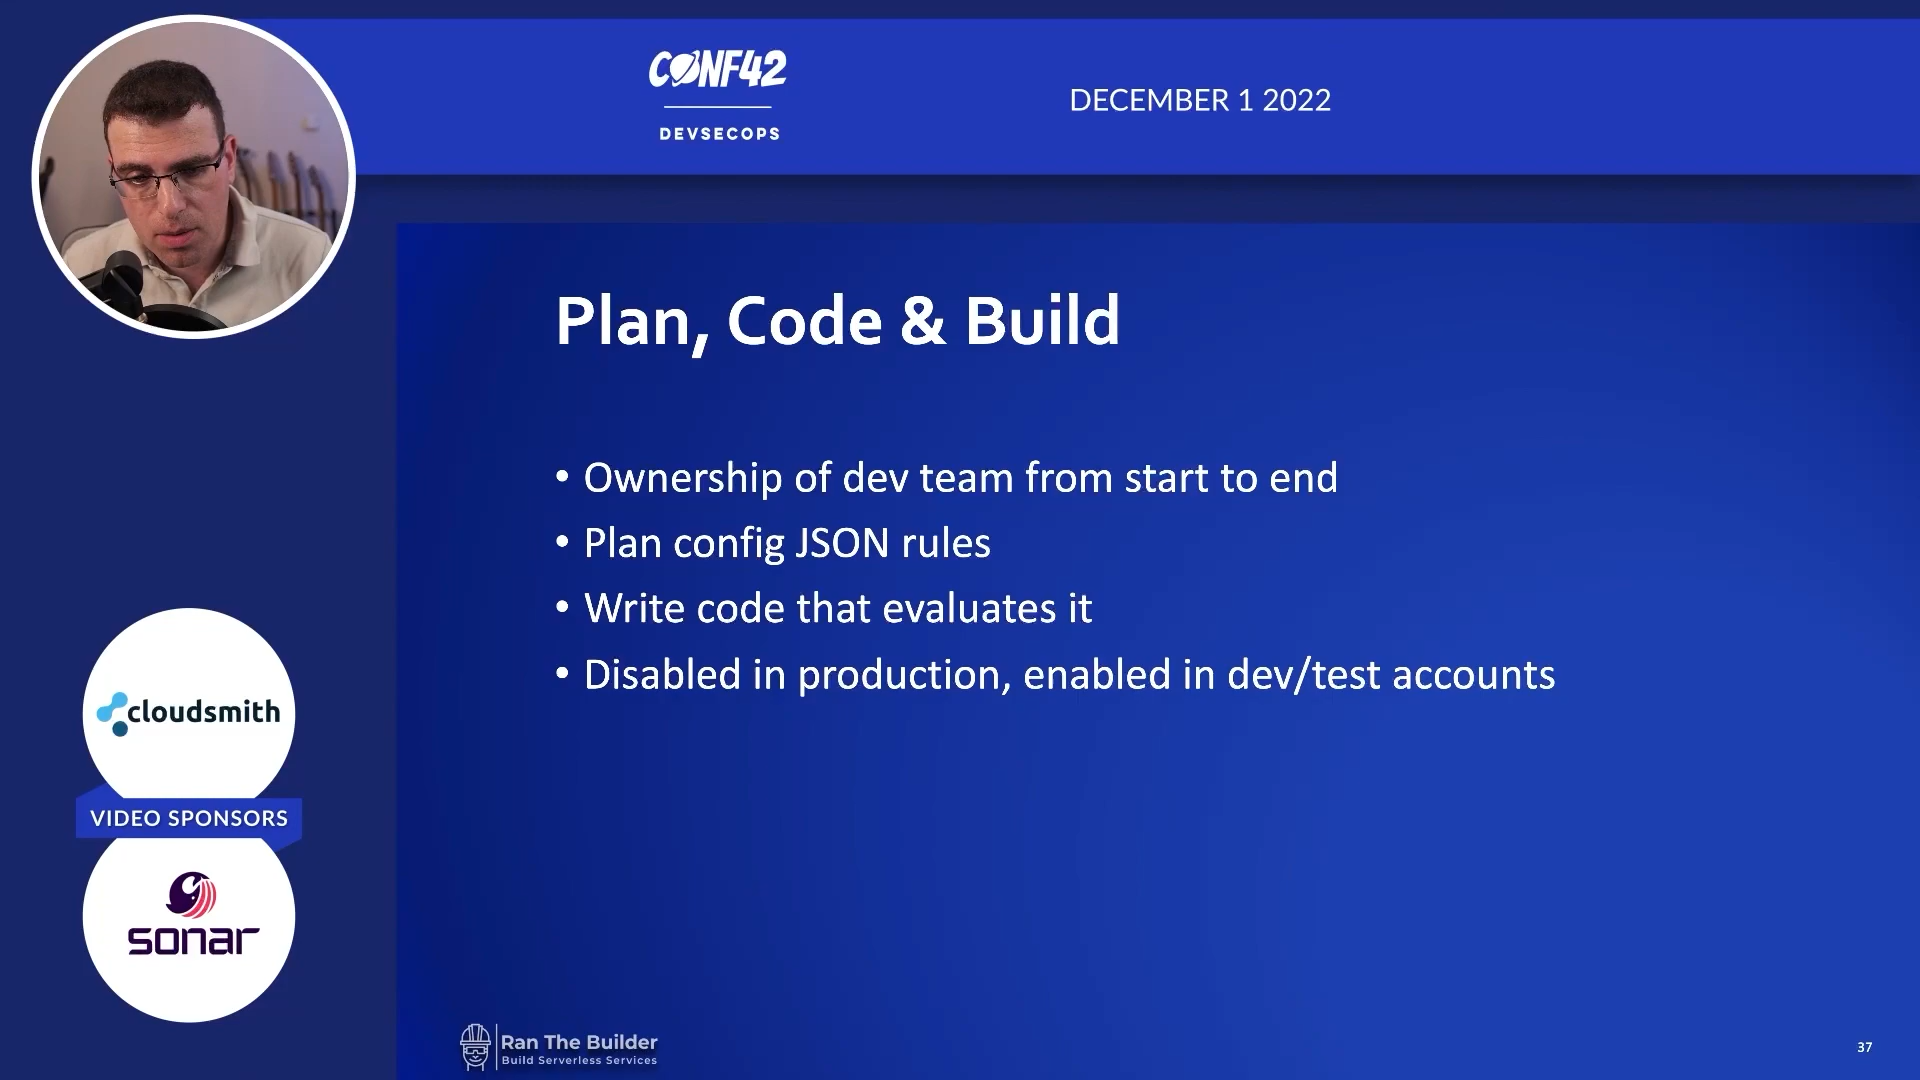 CONF42
DEVSECOPS
DECEMBER 1 2022
Plan, Code & Build
• Ownership of dev team from start to end
• Plan config JSON rules
• Write code that evaluates it
• Disabled in production, enabled in dev/test accounts
cloudsmith
VIDEO SPONSORS
sonar
Ran The Builder
Build Serverless Services
37